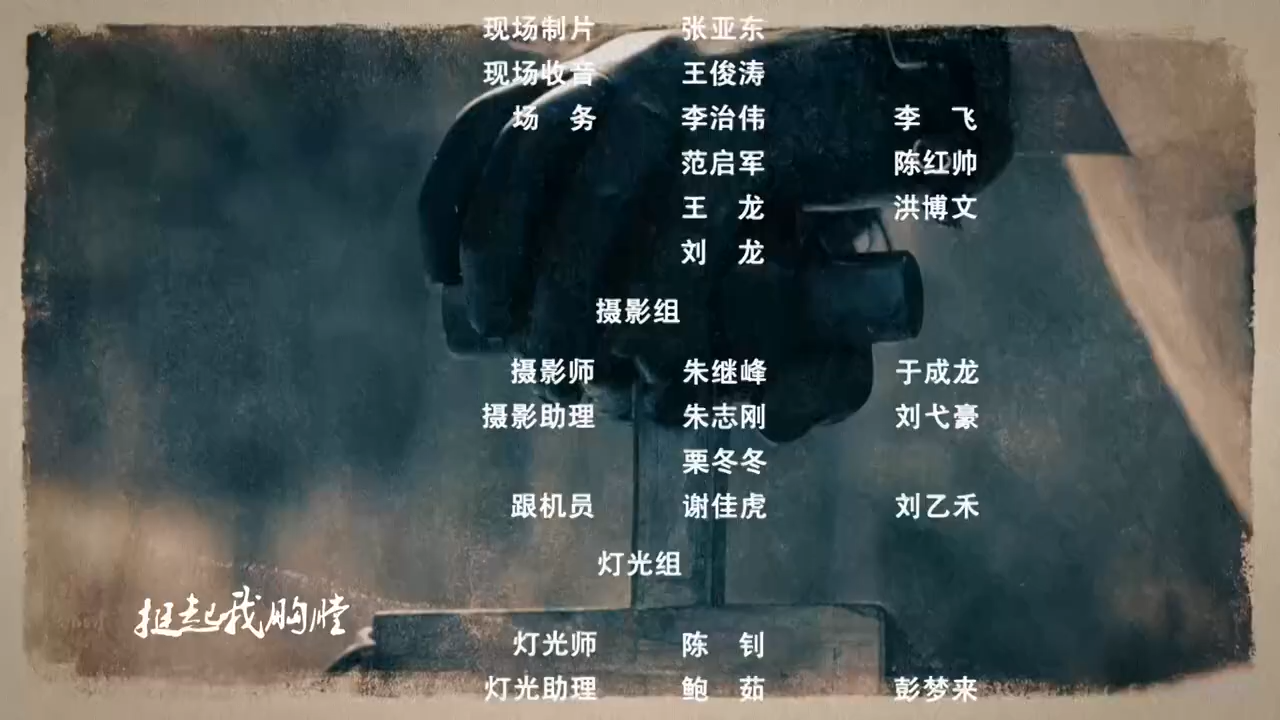 现场制片 张亚东
现场收音 王俊涛
场 务 李治伟 李 飞
范启军 陈红帅
王 龙 洪博文
刘 龙
摄影组
摄影师 朱继峰 于成龙
摄影助理 朱志刚 刘弋豪
栗冬冬
跟机员 谢佳虎 刘乙禾
灯光组
挺起我胸膛
灯光师 陈 钊
灯光助理 鲍 茹 彭梦来